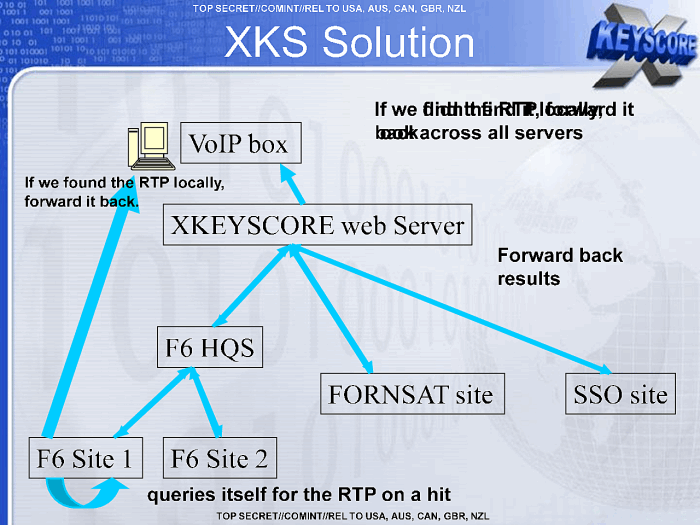 TOP SECRET//COMINT//REL TO USA, AUS, CAN, GBR, NZL
XKS Solution
KEYSCORE
X
If we find the RTP, forward it
back
If we didn't find it locally,
look across all servers
VoIP box
If we found the RTP locally,
forward it back.
XKEYSCORE web Server
Forward back
results
F6 HQS
FORNSAT site
SSO site
F6 Site 1
F6 Site 2
queries itself for the RTP on a hit
TOP SECRET//COMINT//REL TO USA, AUS, CAN, GBR, NZL